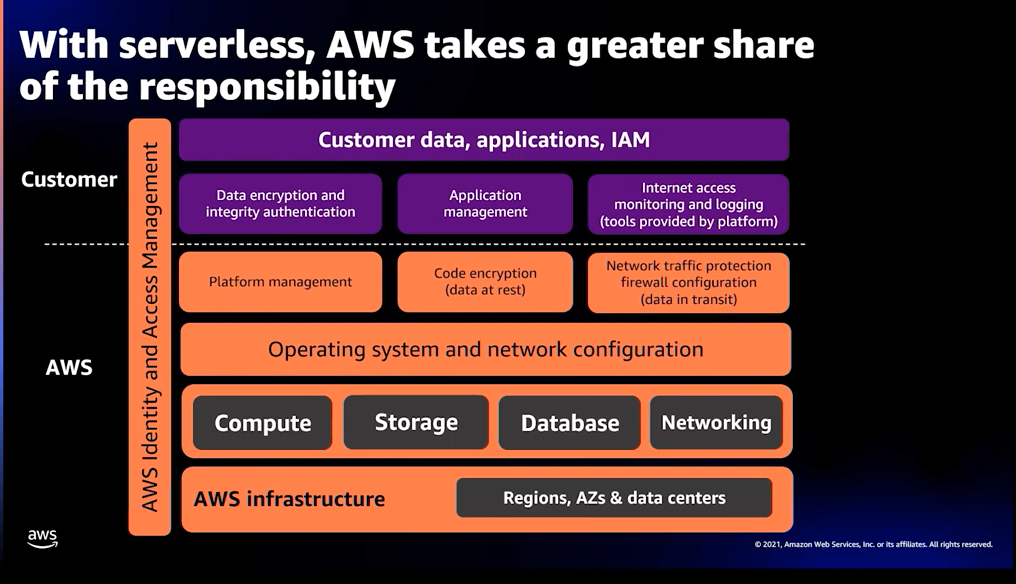 With serverless, AWS takes a greater share
of the responsibility
Customer
AWS
AWS Identity and Access Management
Customer data, applications, IAM
Data encryption and
integrity authentication
Application
management
Internet access
monitoring and logging
(tools provided by platform)
Platform management
Code encryption
(data at rest)
Network traffic protection
firewall configuration
(data in transit)
Operating system and network configuration
Compute
Storage
Database
Networking
AWS infrastructure
Regions, AZs & data centers
aws
© 2021, Amazon Web Services, Inc. or its affiliates. All rights reserved.